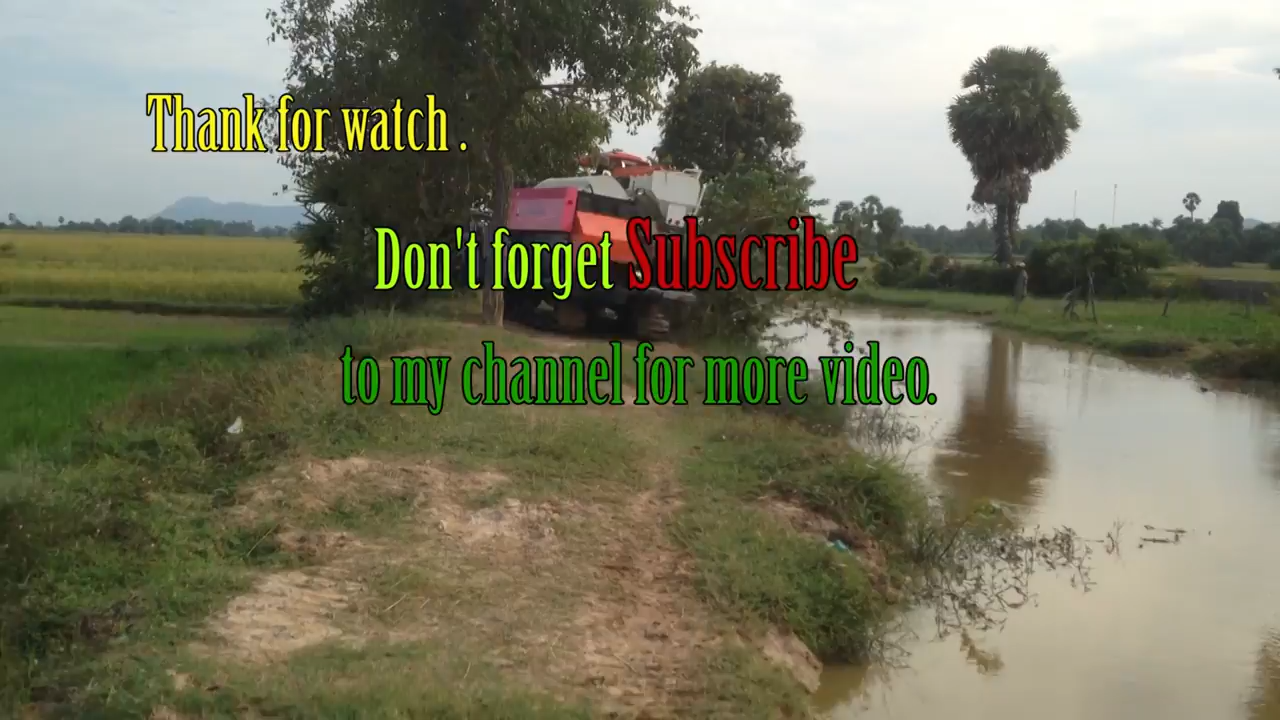 Thank for watch .
Don't forget Subscribe
to my channel for more video.